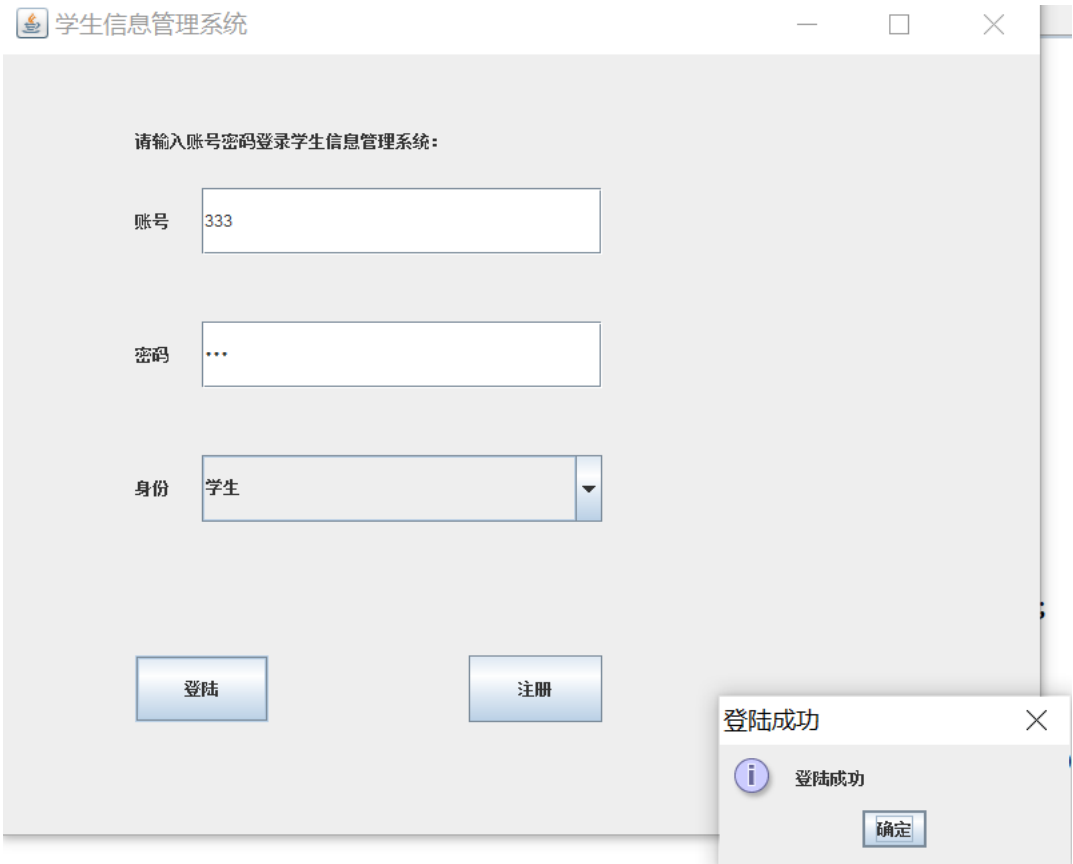 学生信息管理系统
请输入账号密码登录学生信息管理系统:
账号
333
密码
•••
身份
学生
登陆
注册
;
登陆成功
登陆成功
确定